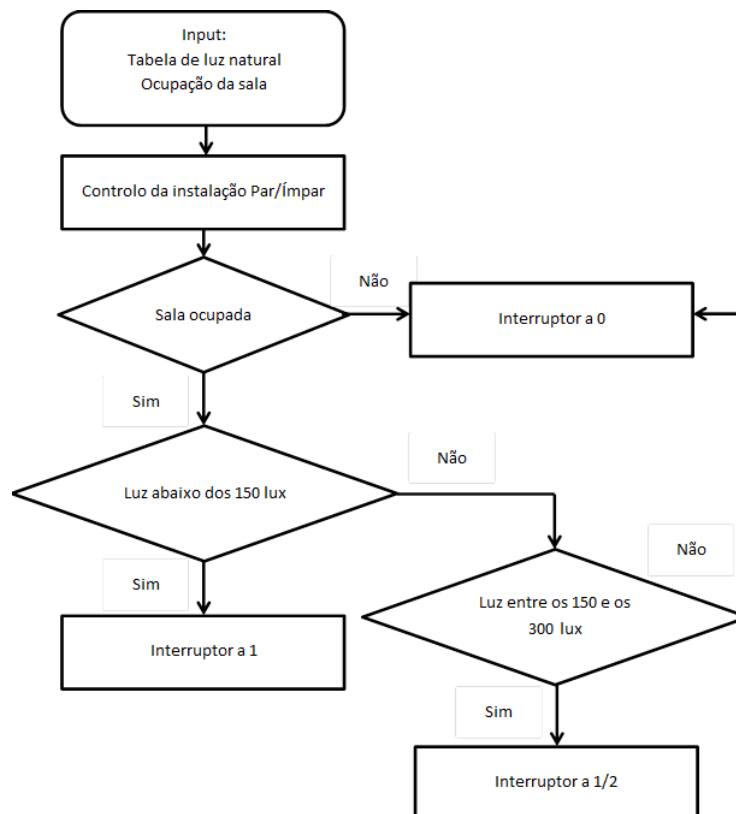 Input:
Tabela de luz natural
Ocupação da sala
Controlo da instalação Par/Ímpar
Sala ocupada
Não
Interruptor a 0
Sim
Luz abaixo dos 150 lux
Não
Sim
Interruptor a 1
Não
Luz entre os 150 e os
300 lux
Sim
Interruptor a 1/2